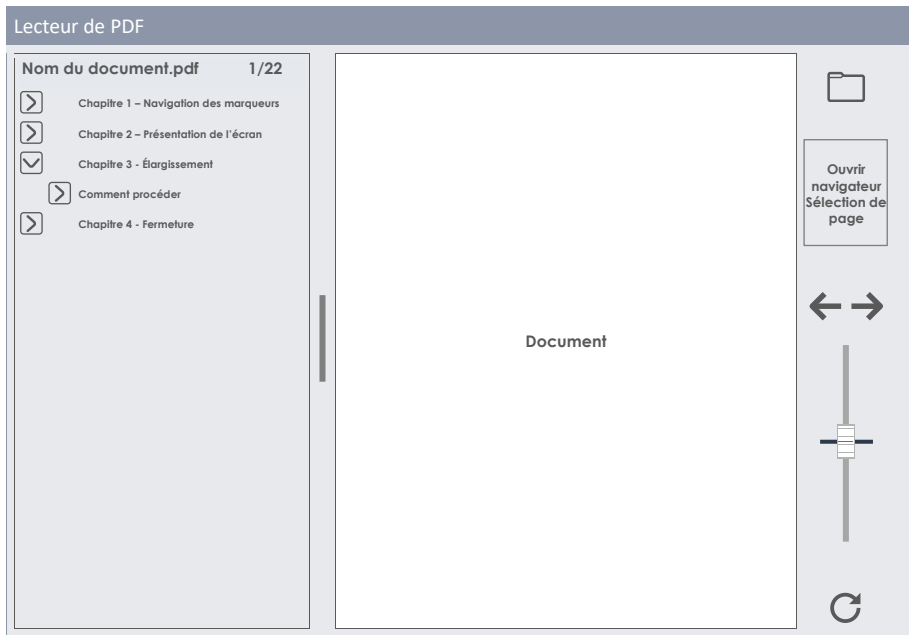 Lecteur de PDF
Nom du document.pdf 1/22
Chapitre 1 – Navigation des marqueurs
Chapitre 2 – Présentation de l'écran
Chapitre 3 - Élargissement
Comment procéder
Chapitre 4 - Fermeture
Document
Ouvrir
navigateur
Sélection de
page